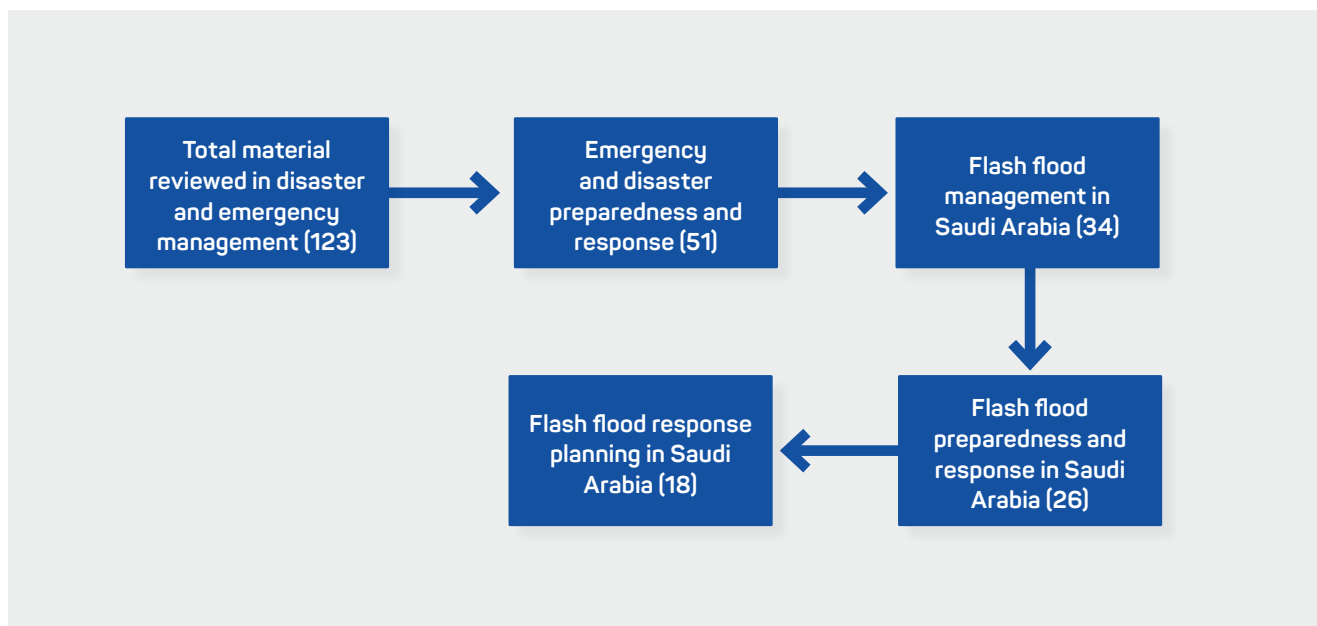 Total material
reviewed in disaster
and emergency
management (123)
Emergency
and disaster
preparedness and
response (51)
Flash flood
management in
Saudi Arabia (34)
Flash flood
preparedness and
response in Saudi
Arabia (26)
Flash flood response
planning in Saudi
Arabia (18)